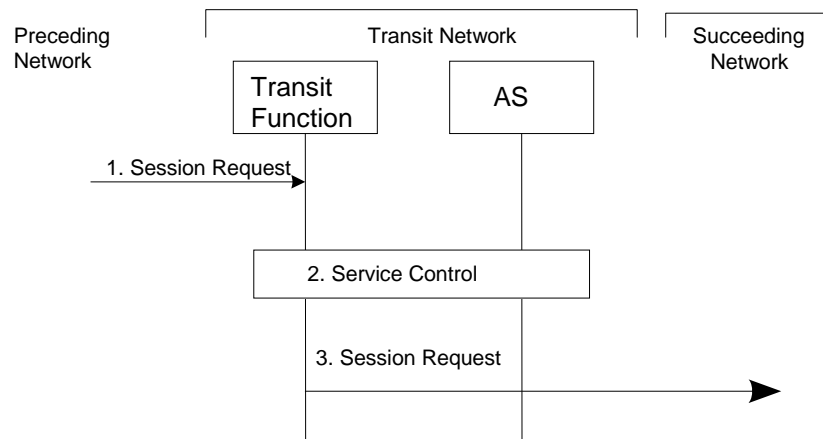 Preceding
Network
Transit Network
Succeeding
Network
Transit
Function
AS
1. Session Request
2. Service Control
3. Session Request